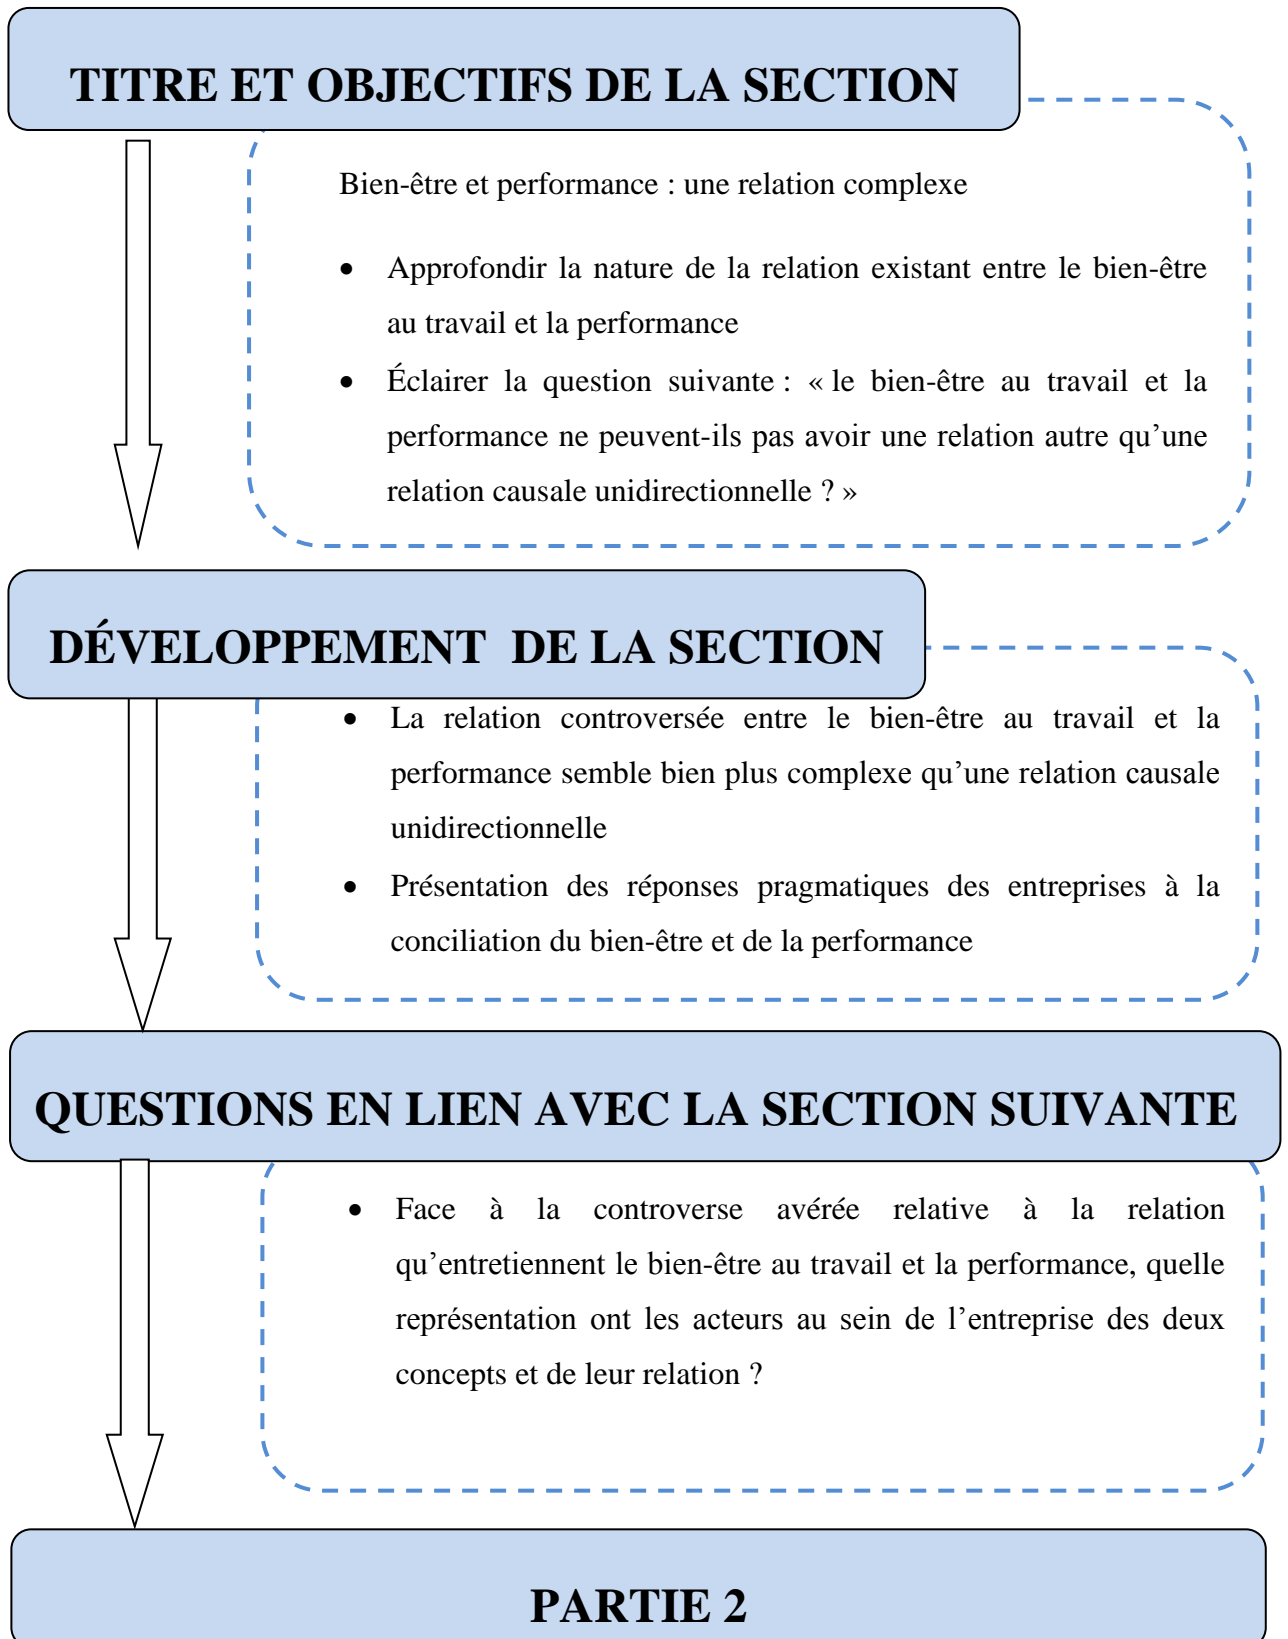 TITRE ET OBJECTIFS DE LA SECTION
Bien-être et performance : une relation complexe
• Approfondir la nature de la relation existant entre le bien-être
au travail et la performance
• Éclairer la question suivante : « le bien-être au travail et la
performance ne peuvent-ils pas avoir une relation autre qu’une
relation causale unidirectionnelle ? »
DÉVELOPPEMENT DE LA SECTION
• La relation controversée entre le bien-être au travail et la
performance semble bien plus complexe qu’une relation causale
unidirectionnelle
• Présentation des réponses pragmatiques des entreprises à la
conciliation du bien-être et de la performance
QUESTIONS EN LIEN AVEC LA SECTION SUIVANTE
• Face à la controverse avérée relative à la relation
qu’entretiennent le bien-être au travail et la performance, quelle
représentation ont les acteurs au sein de l’entreprise des deux
concepts et de leur relation ?
PARTIE 2